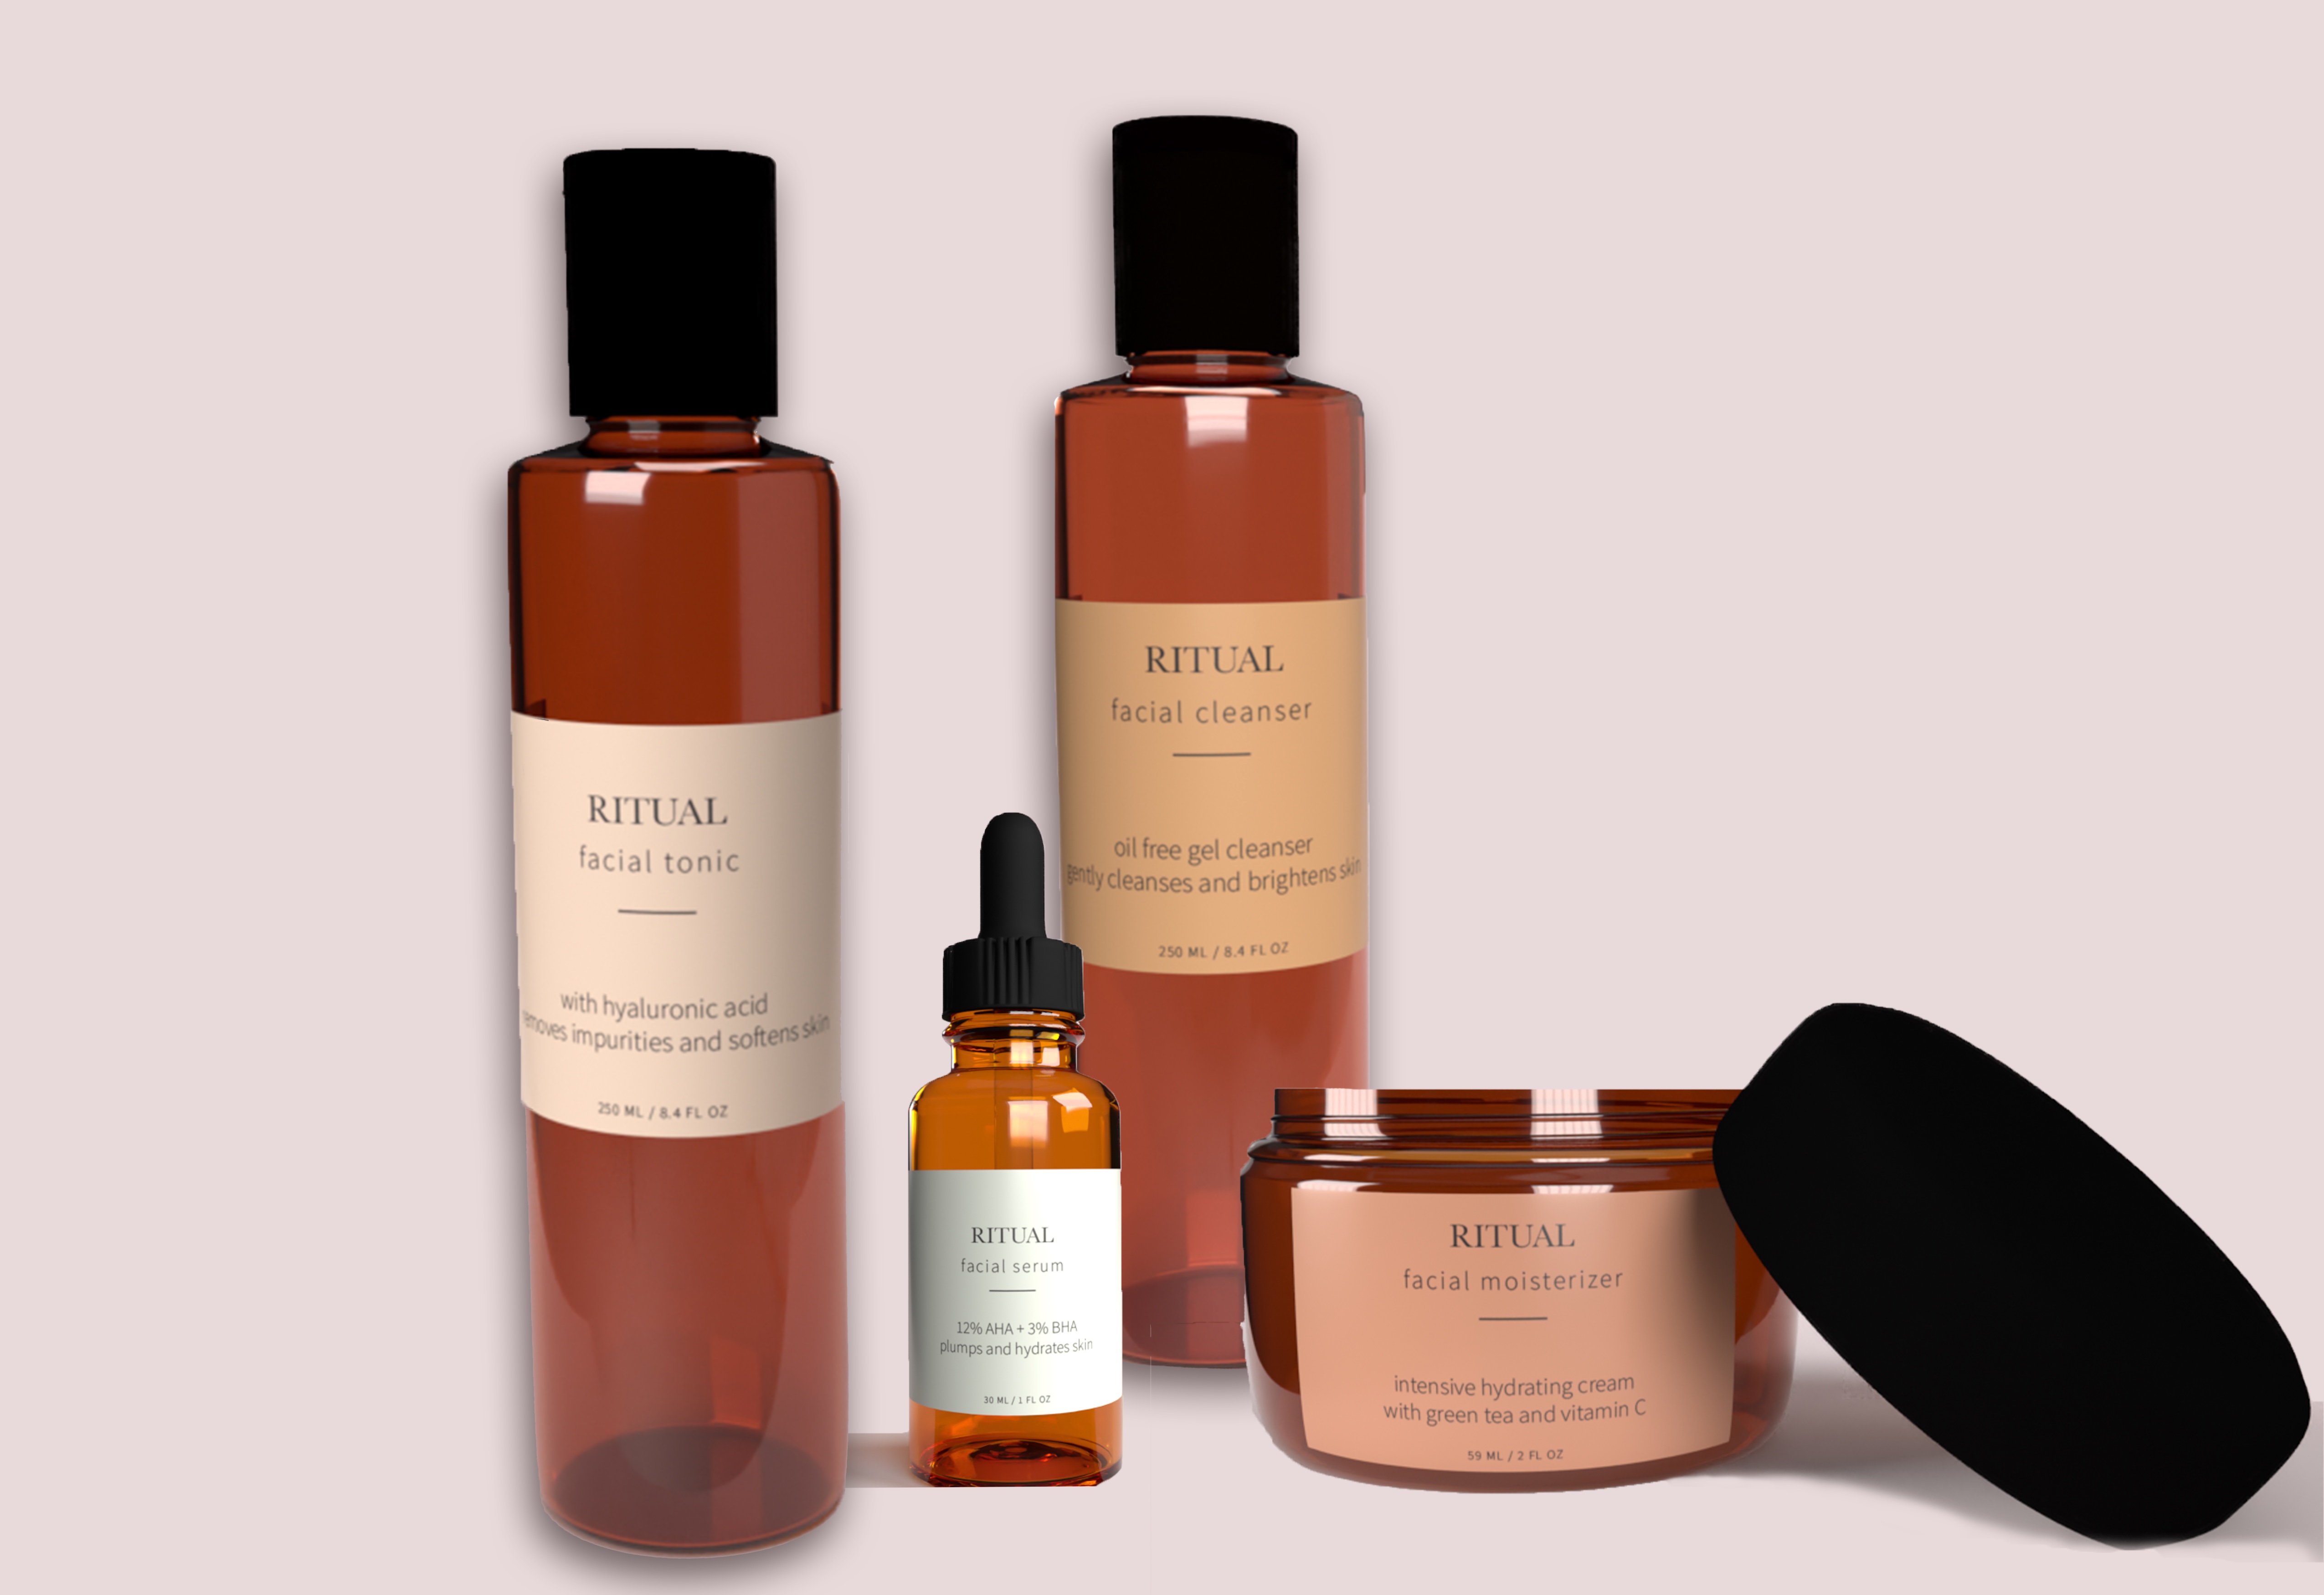 RITUAL
facial tonic
with hyaluronic acid
impurities and softens skin
250 ML / 8.4 FL OZ
RITUAL
facial serum
12% AHA + 3% BHA
plumps and hydrates skin
30 ML / 1 FL OZ
RITUAL
facial cleanser
oil free gel cleanser
gently cleanses and brightens skin
250 ML / 8.4 FL OZ
RITUAL
facial moisterizer
intensive hydrating cream
with green tea and vitamin C
59 ML / 2 FL OZ